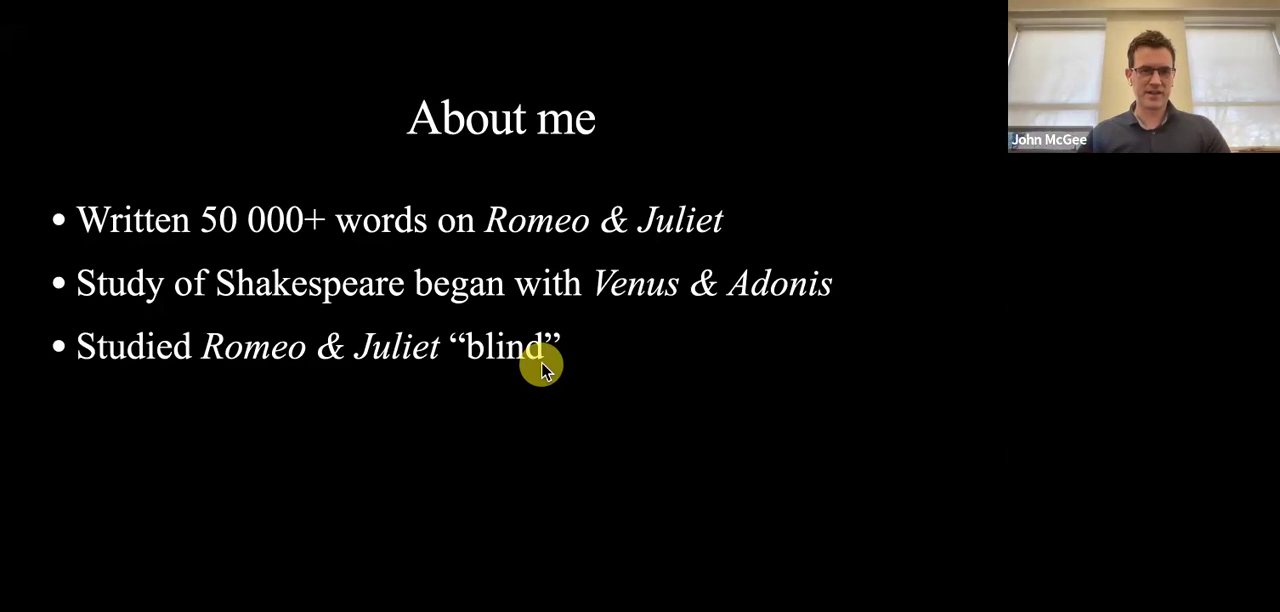 About me
John McGee
• Written 50 000+ words on Romeo & Juliet
• Study of Shakespeare began with Venus & Adonis
• Studied Romeo & Juliet “blind”